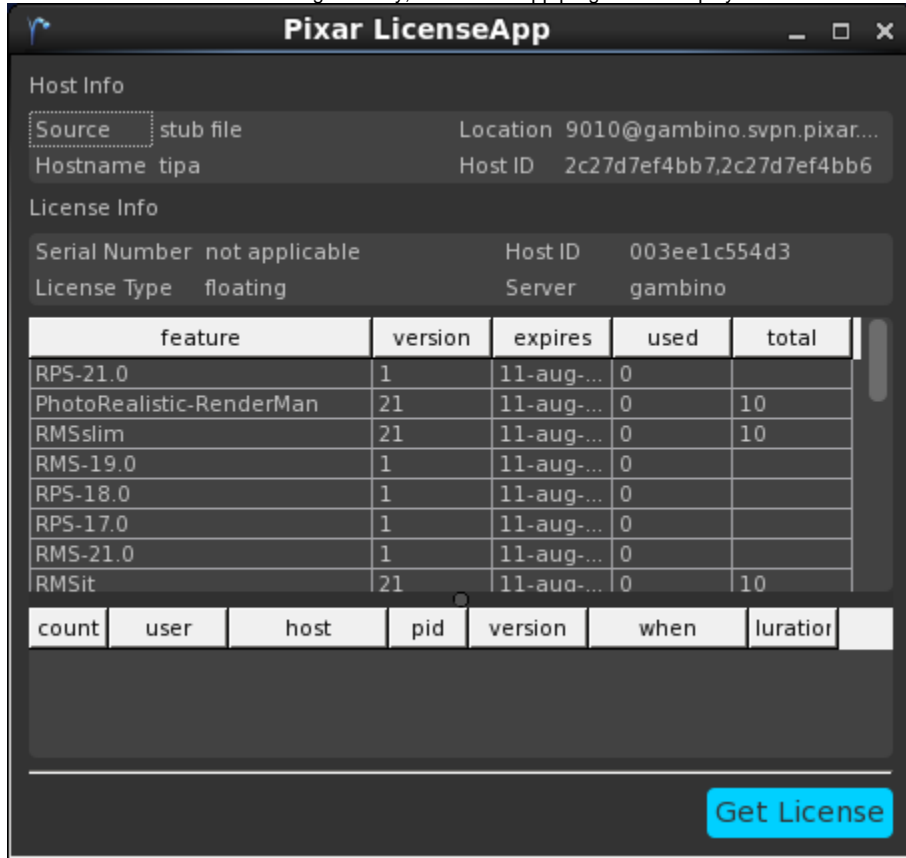 Pixar LicenseApp
Host Info
Source stub file Location 9010@gambino.svpn.pixar....
Hostname tipa Host ID 2c27d7ef4bb7,2c27d7ef4bb6
License Info
Serial Number not applicable Host ID 003ee1c554d3
License Type floating Server gambino
feature version expires used total
RPS-21.0 1 11-aug-... 0
PhotoRealistic-RenderMan 21 11-aug-... 0 10
RMSslim 21 11-aug-... 0 10
RMS-19.0 1 11-aug-... 0
RPS-18.0 1 11-aug-... 0
RPS-17.0 1 11-aug-... 0
RMS-21.0 1 11-aug-... 0
RMSit 21 11-aug-... 0 10
count user host pid version when luration
Get License